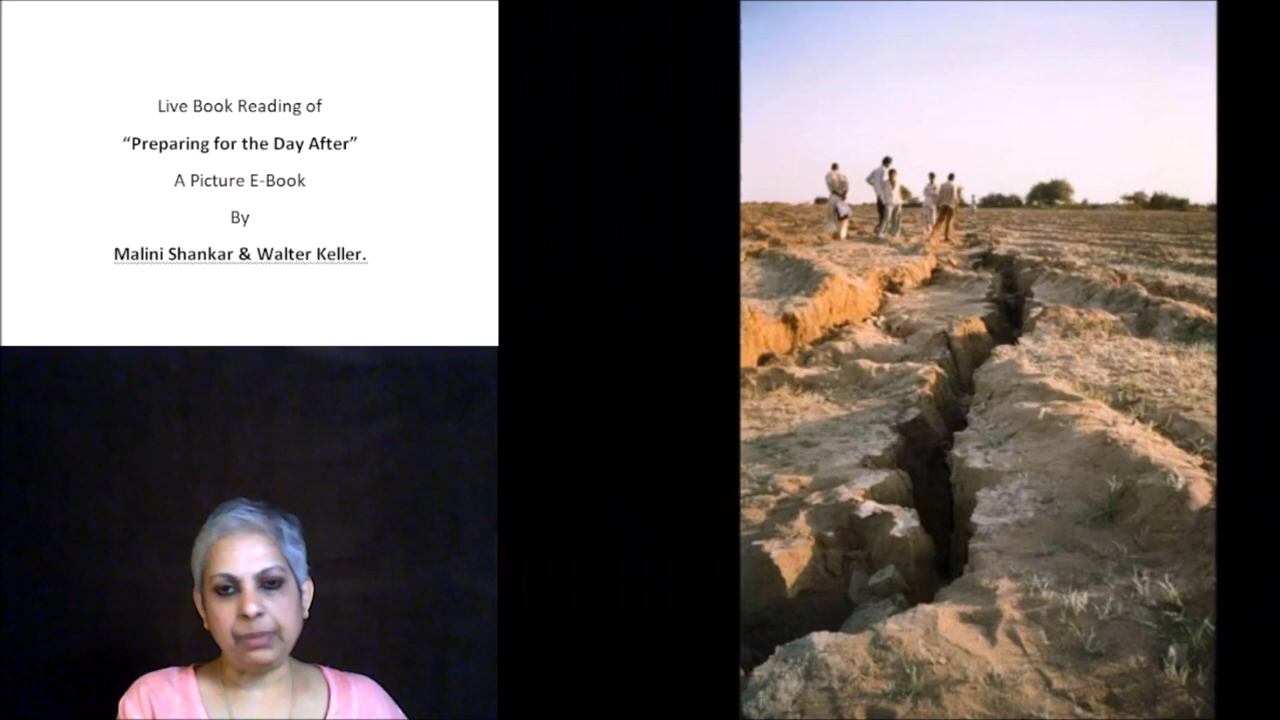 Live Book Reading of
“Preparing for the Day After”
A Picture E-Book
By
Malini Shankar & Walter Keller.